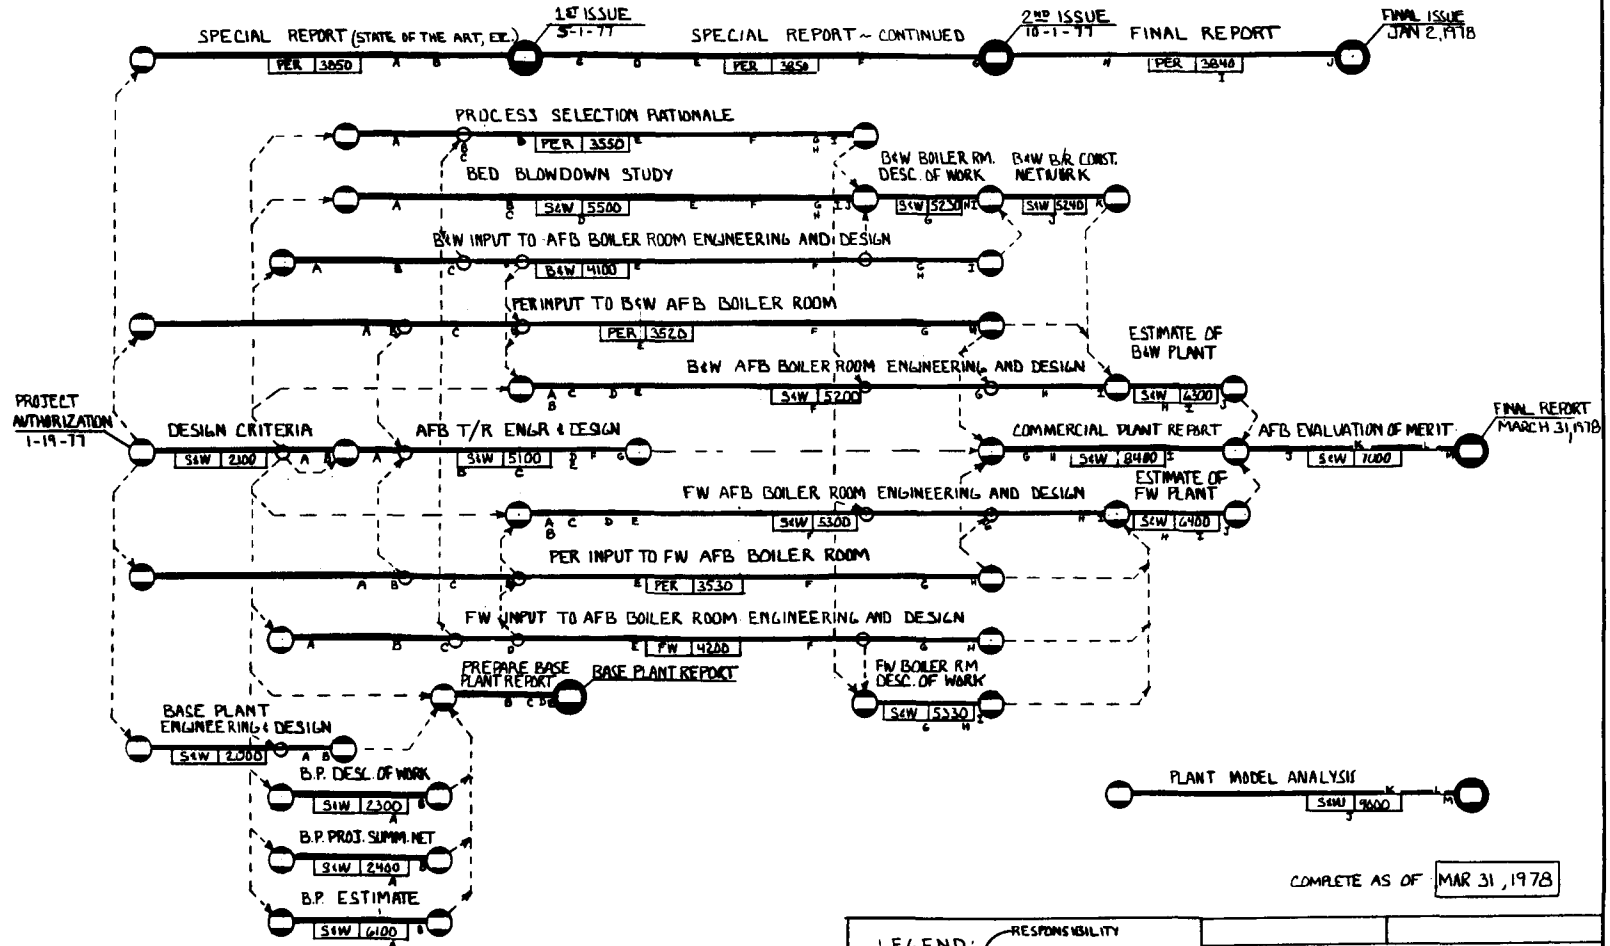 1ST ISSUE
5-1-77
2ND ISSUE
10-1-77
FINAL ISSUE
JAN 2, 1978
SPECIAL REPORT (STATE OF THE ART, ETC.)
SPECIAL REPORT ~ CONTINUED
FINAL REPORT
PER 3850
A B
C D E
PER 3850
F G
H
PER 3840
I
J
PROCESS SELECTION RATIONALE
A
B
C
D
PER 3550
E F
G
H
I
BED BLOWDOWN STUDY
A
B
C
S&W 5500
D
E F
G
H
I J
B&W BOILER RM.
DESC. OF WORK
S&W 5230
H I
G
B&W B/R CONST.
NETWORK
S&W 5240
K
J
B&W INPUT TO AFB BOILER ROOM ENGINEERING AND DESIGN
A B C
B&W 4100
E F
G
H
I
PER INPUT TO B&W AFB BOILER ROOM
A B C D
PER 3520
E
F G H
B&W AFB BOILER ROOM ENGINEERING AND DESIGN
A
B
C D E
S&W 5200
F
G H I
ESTIMATE OF
B&W PLANT
S&W 6300
H I J
PROJECT
AUTHORIZATION
1-19-77
DESIGN CRITERIA
S&W 2100
A B
AFB T/R ENGR & DESIGN
A
S&W 5100
B C
D
E
F G
COMMERCIAL PLANT REPORT
G H
S&W 8400
I
AFB EVALUATION OF MERIT
J
S&W 7000
K L M
FINAL REPORT
MARCH 31, 1978
FW AFB BOILER ROOM ENGINEERING AND DESIGN
A
B
C D E
S&W 5300
F
G H I
ESTIMATE OF
FW PLANT
S&W 6400
H I J
PER INPUT TO FW AFB BOILER ROOM
A B C D
E
PER 3530
F G H
FW INPUT TO AFB BOILER ROOM ENGINEERING AND DESIGN
A B C D
E
FW 4200
F G H
PREPARE BASE
PLANT REPORT
B C D E
BASE PLANT REPORT
FW BOILER RM
DESC. OF WORK
S&W 5330
I
G H
BASE PLANT
ENGINEERING & DESIGN
S&W 2000
A B
B.P. DESC. OF WORK
S&W 2300
B
A
B.P. PROJ. SUMM. NET
S&W 2400
B
A
B.P. ESTIMATE
S&W 6100
B
A
PLANT MODEL ANALYSIS
S&W 9000
J
K L M
COMPLETE AS OF MAR 31, 1978
LEGEND:
RESPONSIBILITY